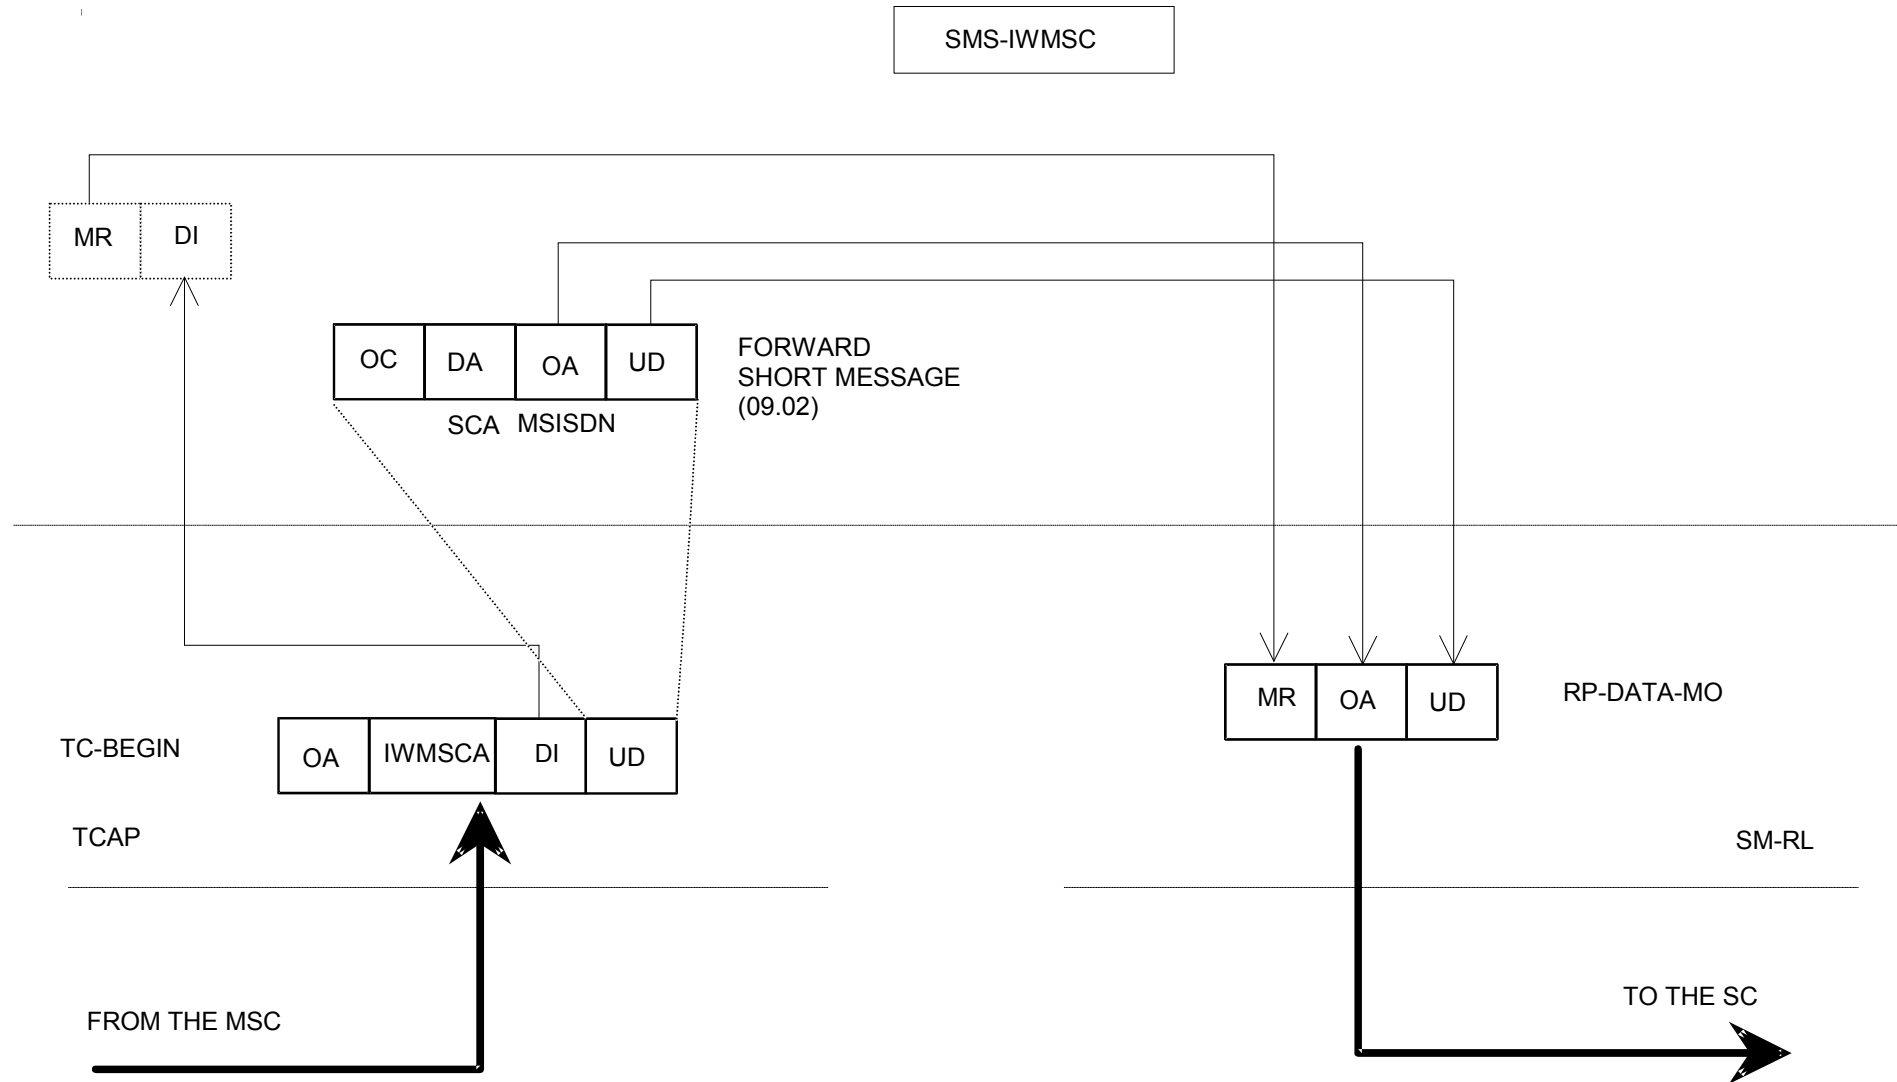 SMS-IWMSC
MR DI
OC DA OA UD
SCA MSISDN
FORWARD
SHORT MESSAGE
(09.02)
MR OA UD
RP-DATA-MO
TC-BEGIN
OA IWMSCA DI UD
TCAP
SM-RL
TO THE SC
FROM THE MSC